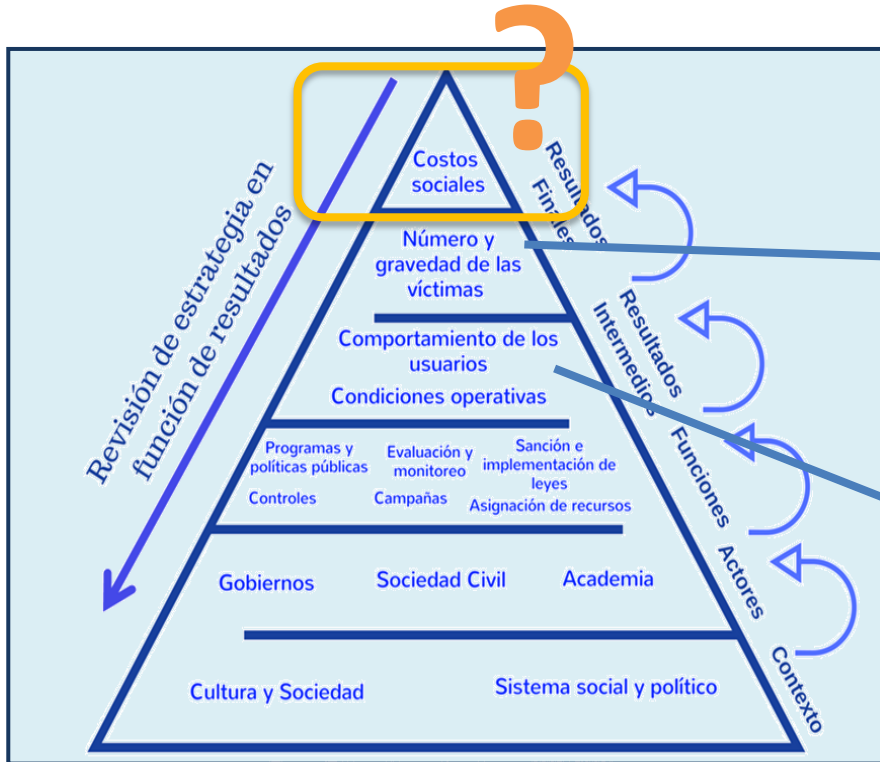 ?
Costos
sociales
Número y
gravedad de las
víctimas
Comportamiento de los
usuarios
Condiciones operativas
Programas y
políticas públicas
Evaluación y
monitoreo
Sanción e
implementación de
leyes
Controles
Campañas
Asignación de recursos
Gobiernos
Sociedad Civil
Academia
Cultura y Sociedad
Sistema social y político
Revisión de estrategia en
función de resultados
Resultados
Finales
Resultados
Intermedios
Funciones
Actores
Contexto